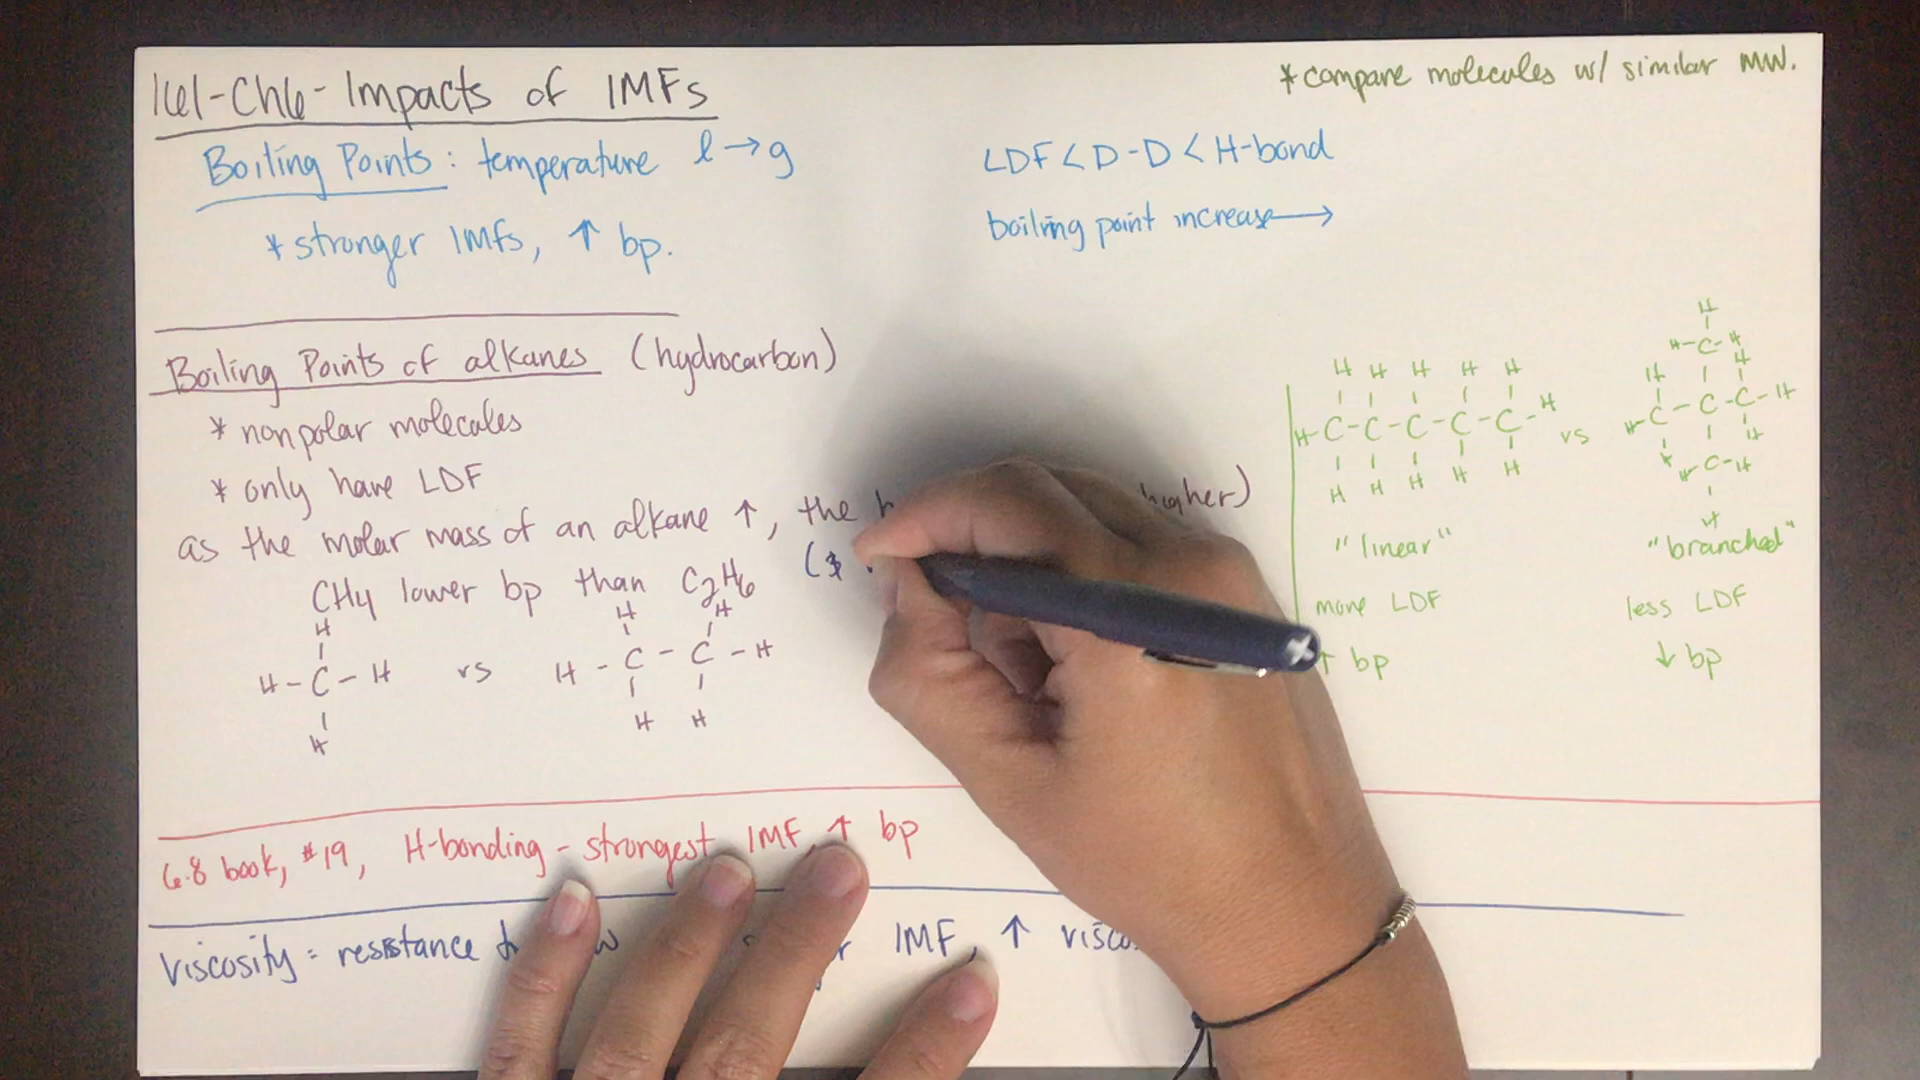 161-Ch6-Impacts of IMFs
*compare molecules w/ similar MW.
Boiling Points: temperature l→g
*stronger IMFs, ↑ bp.
LDF < D-D < H-bond
boiling point increase→
Boiling Points of alkanes (hydrocarbon)
* nonpolar molecules
* only have LDF
as the molar mass of an alkane ↑, the higher)
CH4 lower bp than C2H6
H
H-C-H
H
vs
H H
H-C-C-H
H H
H H H H H
H-C-C-C-C-C-H
H H H H H
vs
H
H-C-H
H H
H-C-C-C-H
H H
H-C-H
H
"linear"
more LDF
↑ bp
"branched"
less LDF
↓ bp
6.8 book, #19, H-bonding - strongest IMF, ↑ bp
Viscosity = resistance IMF, ↑